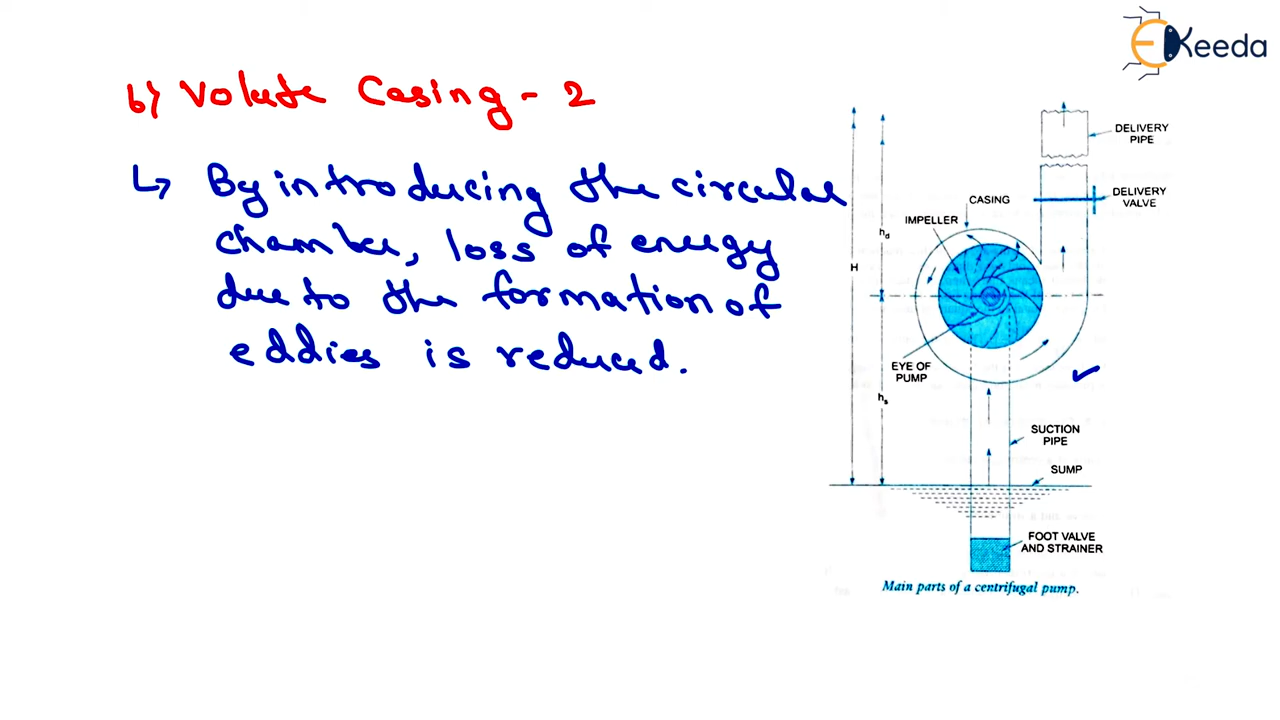 EKeeda
b) Volute Casing - 2
↳ By introducing the circular
chamber, loss of energy
due to the formation of
eddies is reduced.
DELIVERY
PIPE
DELIVERY
VALVE
CASING
IMPELLER
hd
H
EYE OF
PUMP
hs
SUCTION
PIPE
SUMP
FOOT VALVE
AND STRAINER
Main parts of a centrifugal pump.